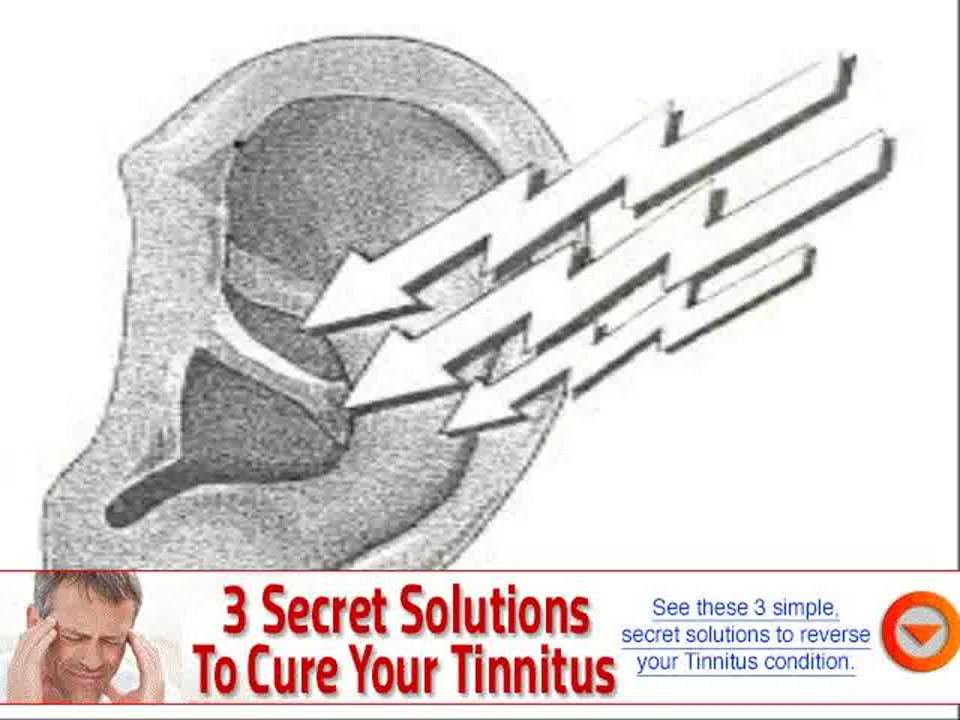 3 Secret Solutions
To Cure Your Tinnitus
See these 3 simple,
secret solutions to reverse
your Tinnitus condition.